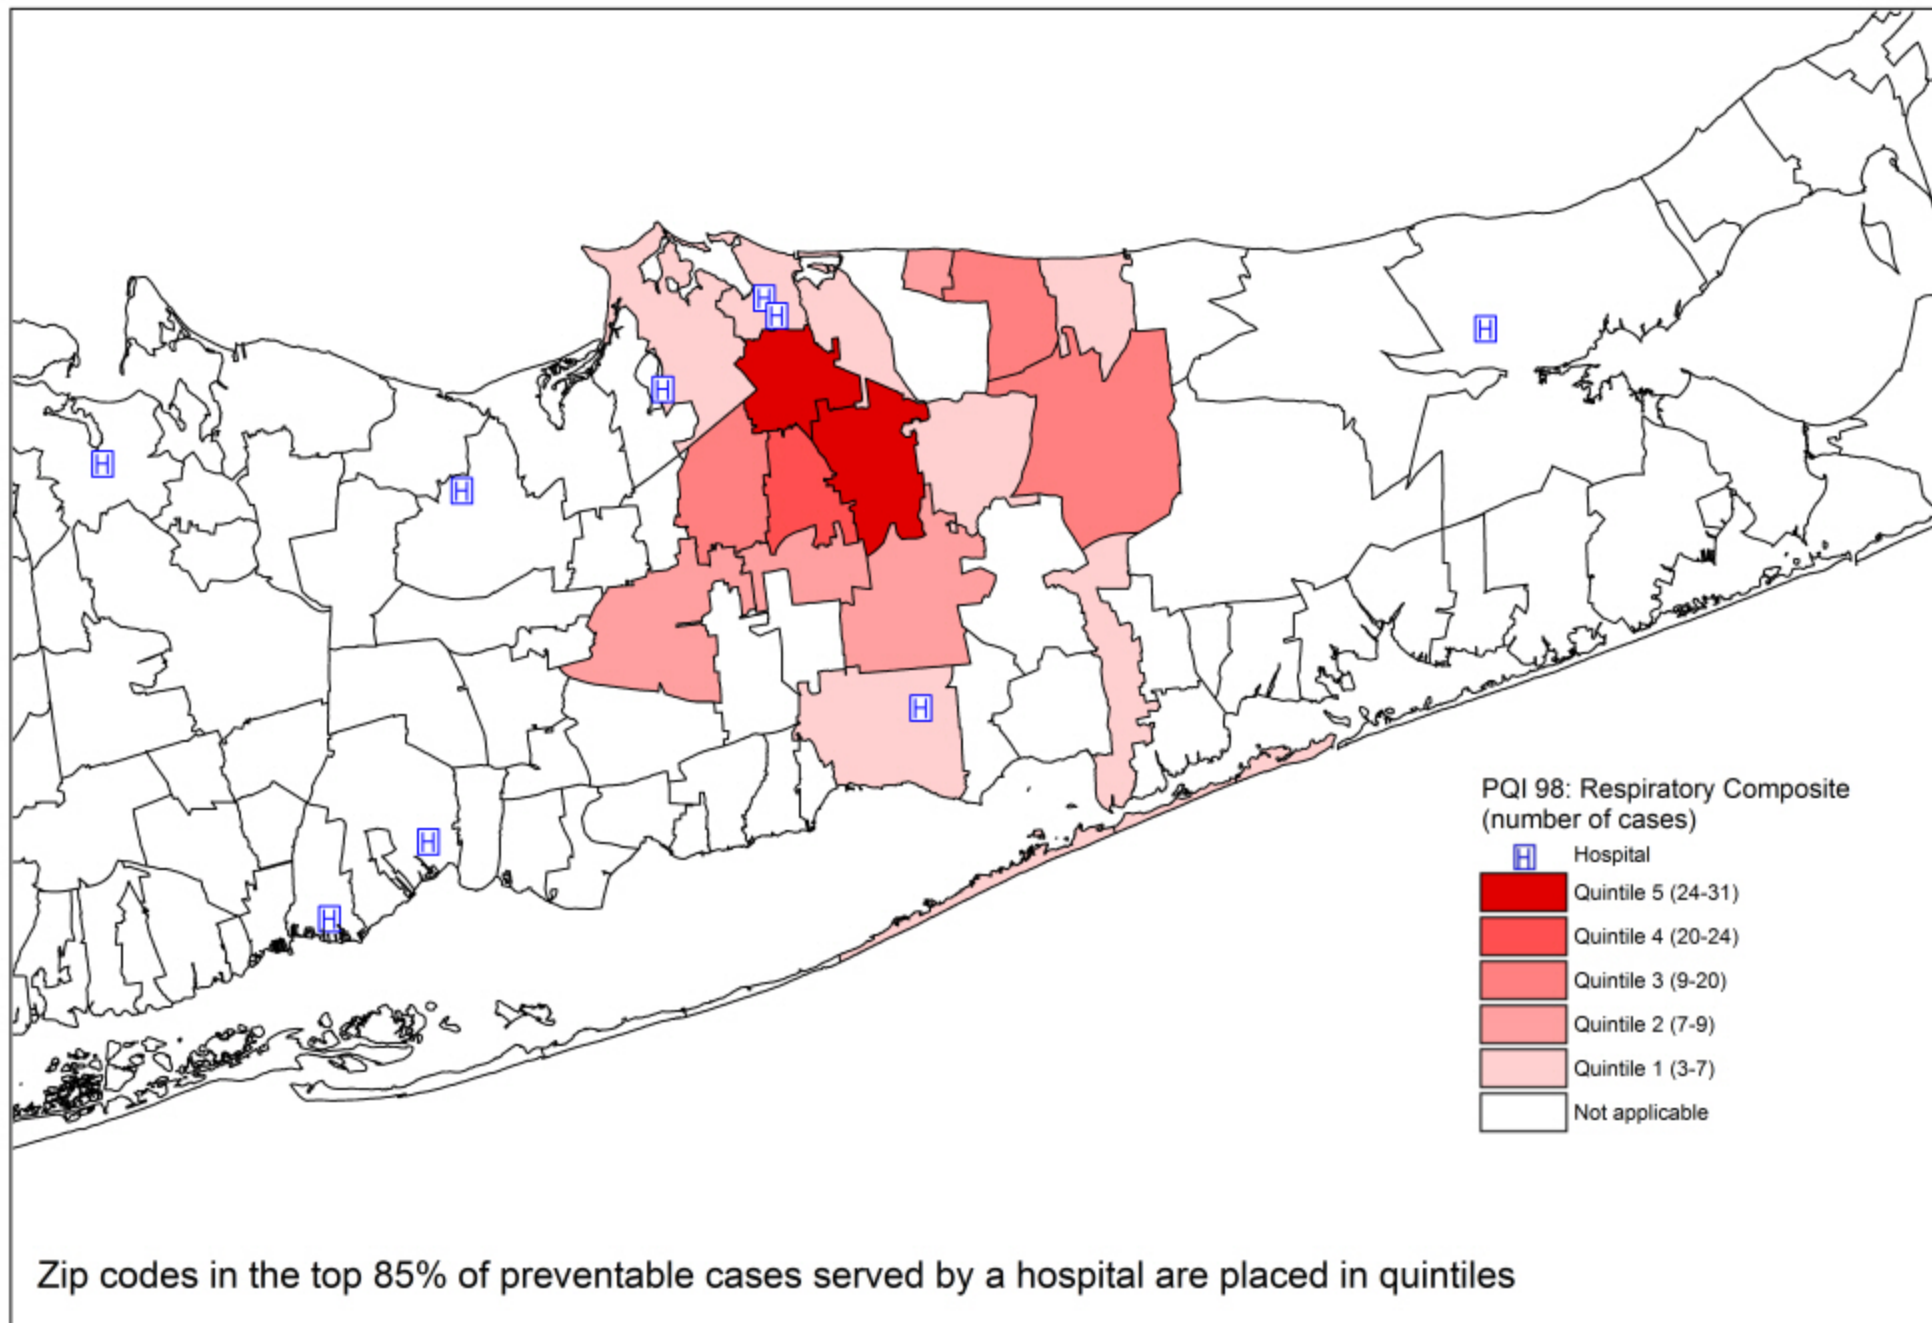 H
H
H
H
H
H
H
H
H
PQI 98: Respiratory Composite
(number of cases)
H Hospital
Quintile 5 (24-31)
Quintile 4 (20-24)
Quintile 3 (9-20)
Quintile 2 (7-9)
Quintile 1 (3-7)
Not applicable
Zip codes in the top 85% of preventable cases served by a hospital are placed in quintiles